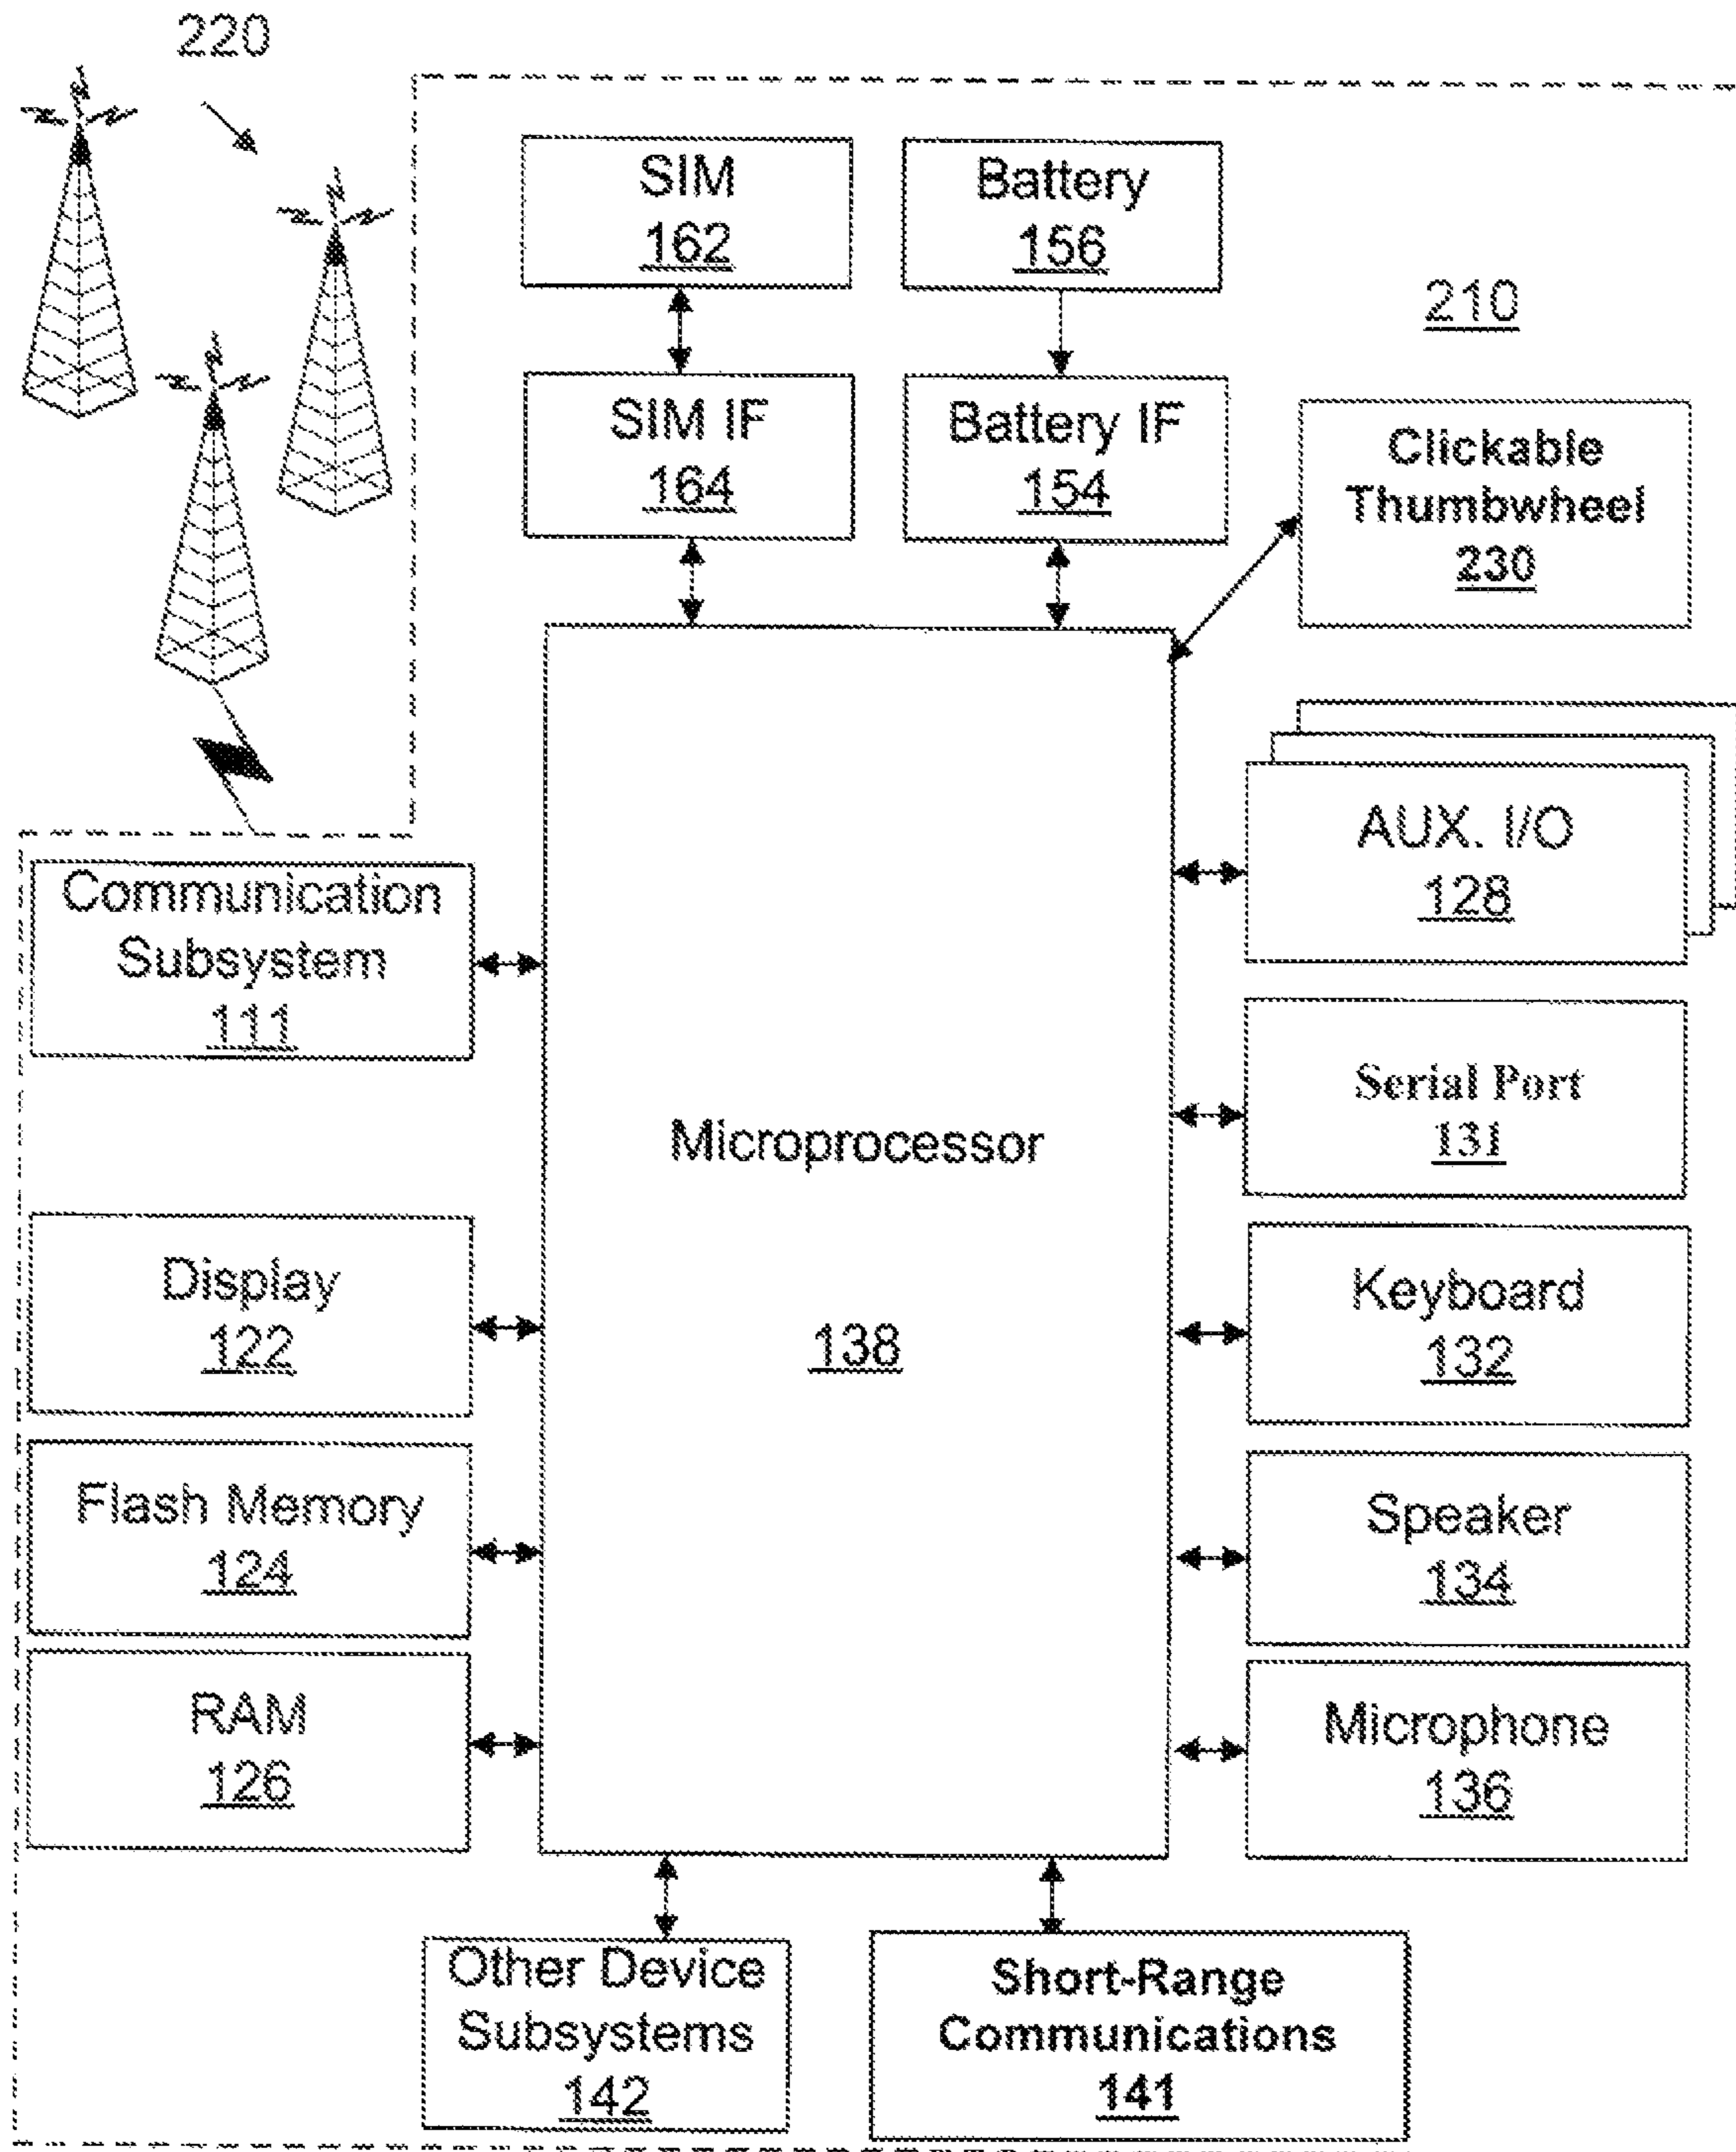 220
SIM
162
Battery
156
210
SIM IF
164
Battery IF
154
Clickable
Thumbwheel
230
AUX. I/O
128
Communication
Subsystem
111
Serial Port
131
Microprocessor
138
Display
122
Keyboard
132
Flash Memory
124
Speaker
134
RAM
126
Microphone
136
Other Device
Subsystems
142
Short-Range
Communications
141